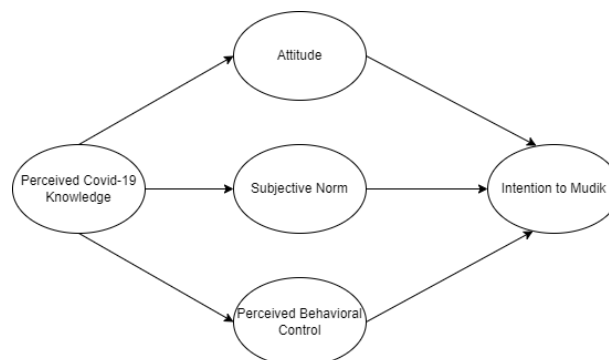 Attitude
Perceived Covid-19
Knowledge
Subjective Norm
Intention to Mudik
Perceived Behavioral
Control